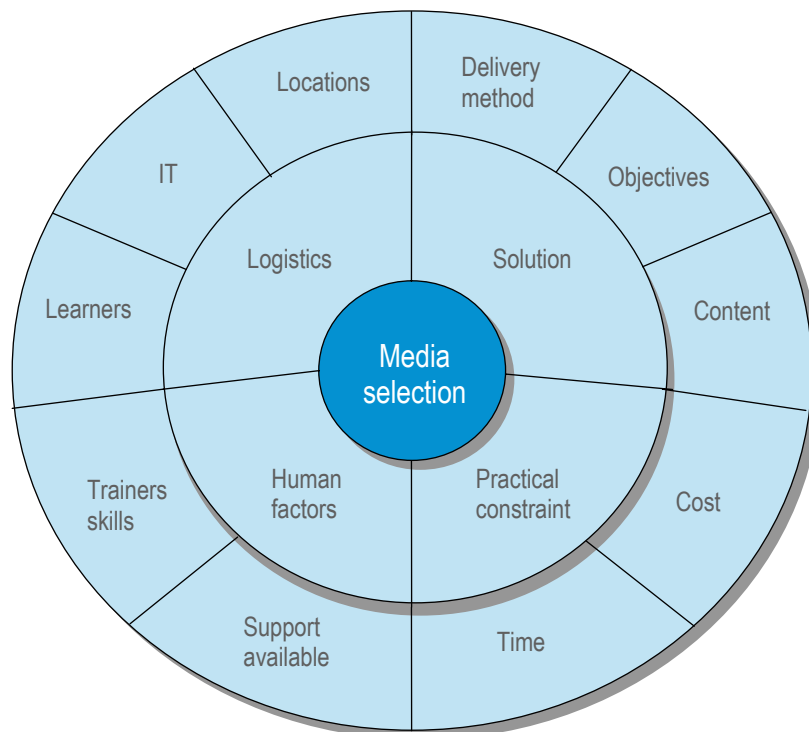 Locations
Delivery
method
IT
Objectives
Logistics
Solution
Learners
Content
Media
selection
Trainers
skills
Human
factors
Practical
constraint
Cost
Support
available
Time